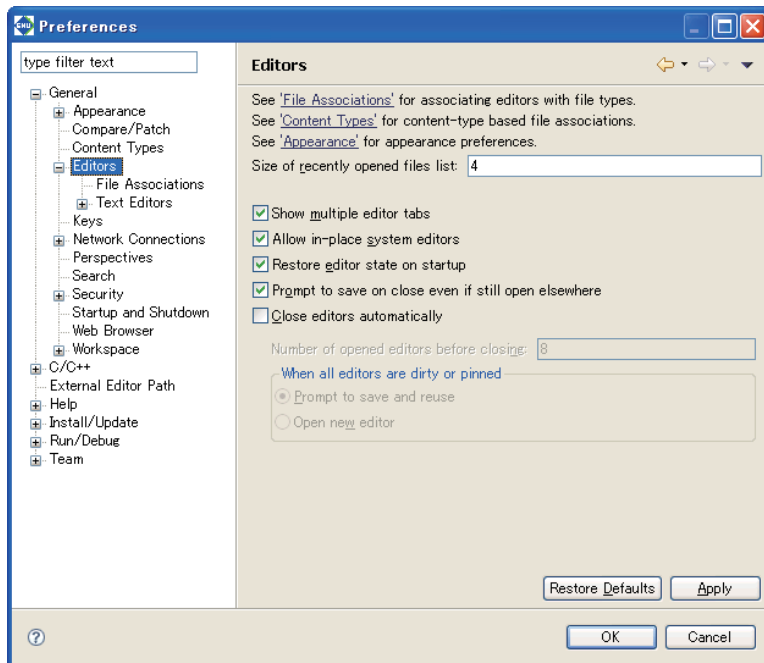 Preferences
type filter text
General
Appearance
Compare/Patch
Content Types
Editors
File Associations
Text Editors
Keys
Network Connections
Perspectives
Search
Security
Startup and Shutdown
Web Browser
Workspace
C/C++
External Editor Path
Help
Install/Update
Run/Debug
Team
Editors
See 'File Associations' for associating editors with file types.
See 'Content Types' for content-type based file associations.
See 'Appearance' for appearance preferences.
Size of recently opened files list: 4
Show multiple editor tabs
Allow in-place system editors
Restore editor state on startup
Prompt to save on close even if still open elsewhere
Close editors automatically
Number of opened editors before closing: 8
When all editors are dirty or pinned
Prompt to save and reuse
Open new editor
Restore Defaults Apply
? OK Cancel